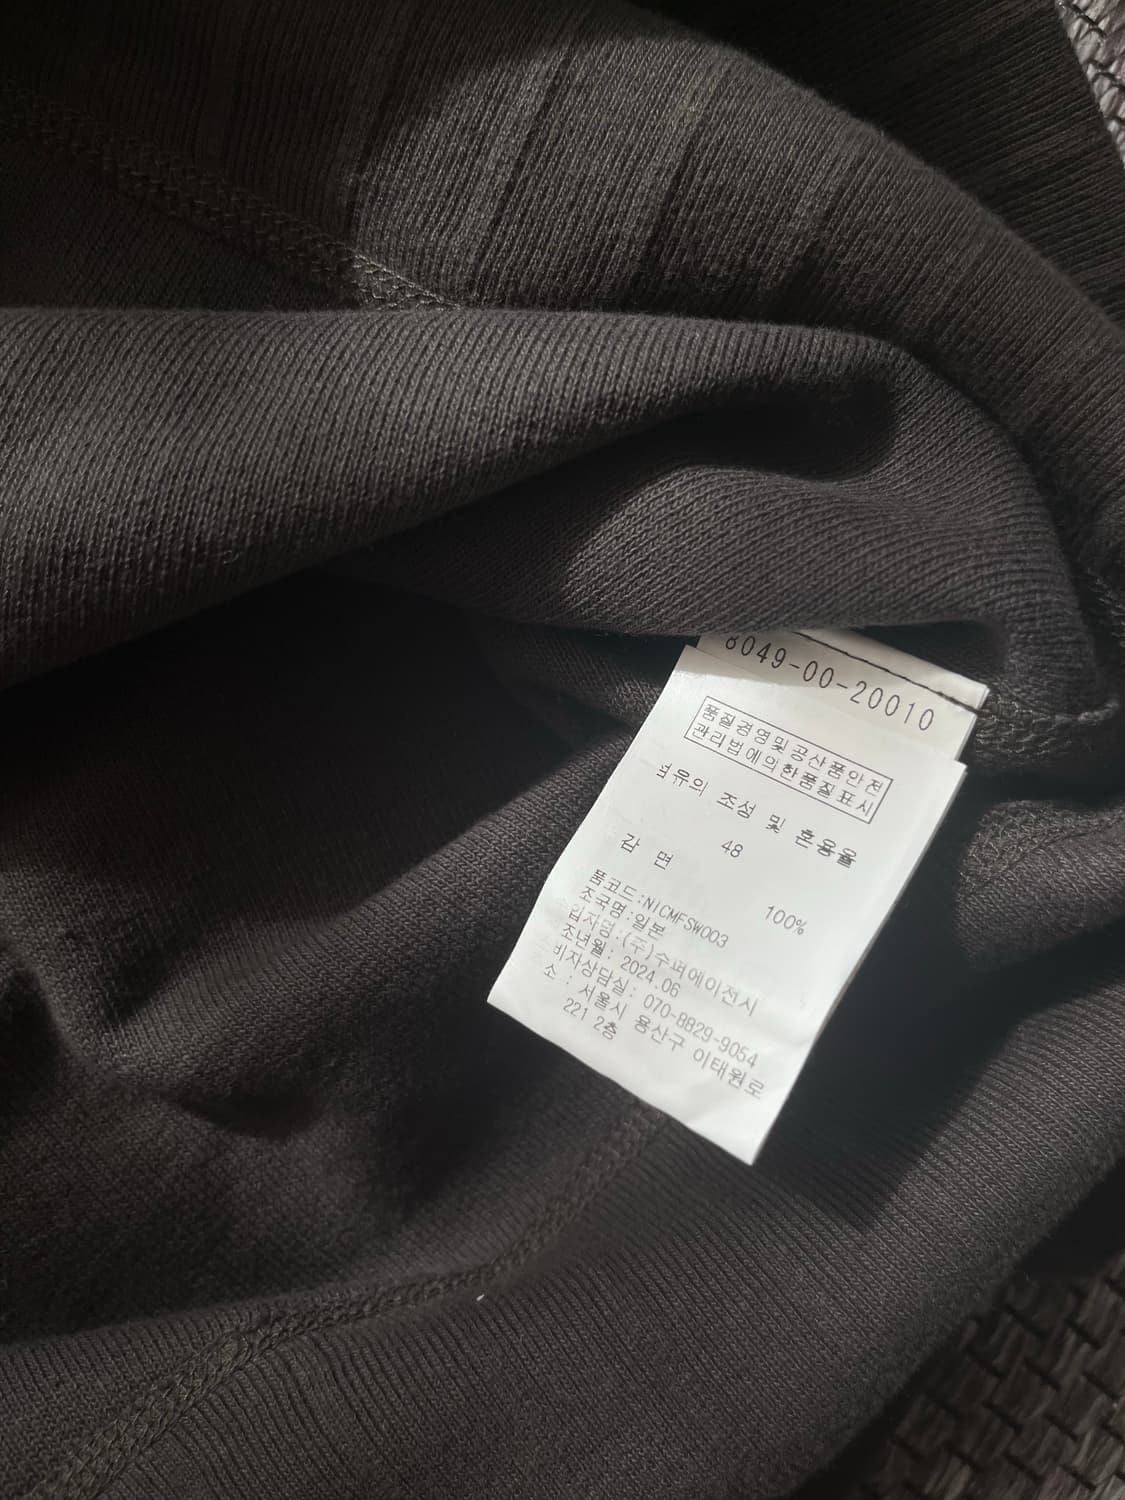 8049-00-20010
품질경영및공산품안전
관리법에의한품질표시
유의 조성 및 혼용율
48
감 면 100%
품코드:NICMFSW003
조국명:일본
입자명:(주)수퍼에이전시
조년월: 2024.06
비자상담실: 070-8829-9054
소 : 서울시 용산구 이태원로
221 2층